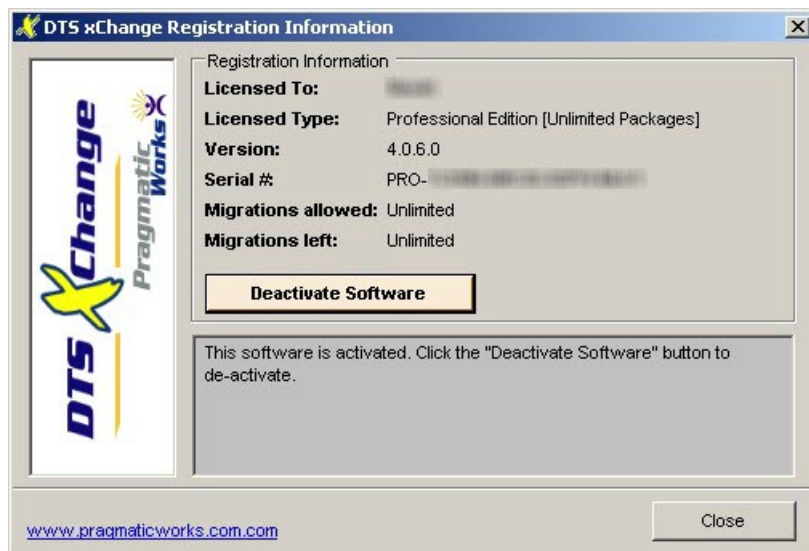 DTS xChange Registration Information
DTS XChange
Pragmatic
Works
Registration Information
Licensed To:
Licensed Type: Professional Edition [Unlimited Packages]
Version: 4.0.6.0
Serial #: PRO-
Migrations allowed: Unlimited
Migrations left: Unlimited
Deactivate Software
This software is activated. Click the "Deactivate Software" button to
de-activate.
www.pragmaticworks.com.com
Close